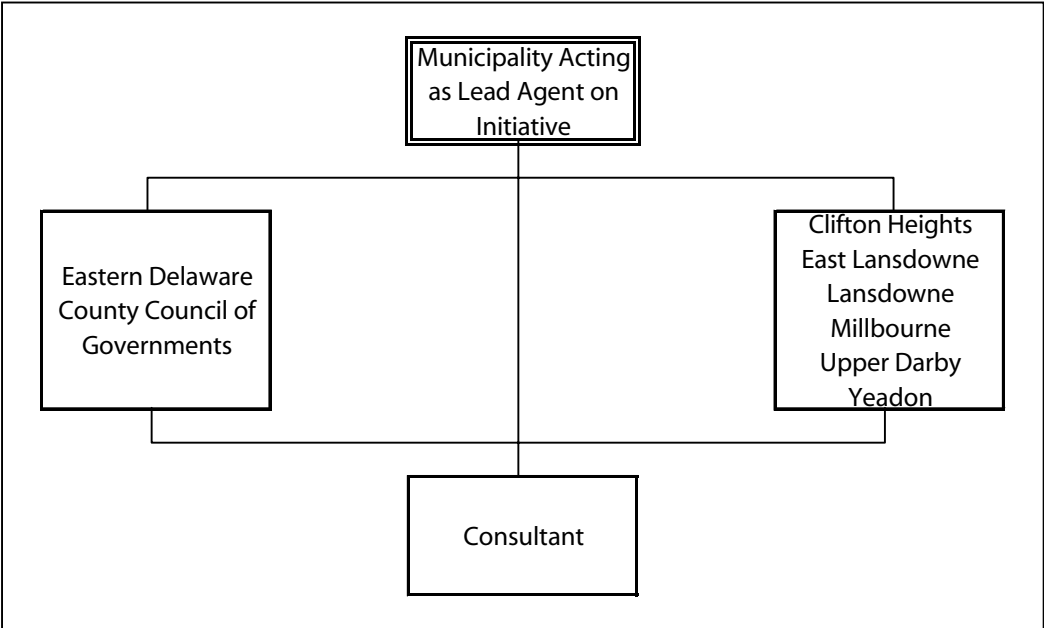 Municipality Acting
as Lead Agent on
Initiative
Eastern Delaware
County Council of
Governments
Clifton Heights
East Lansdowne
Lansdowne
Millbourne
Upper Darby
Yeadon
Consultant